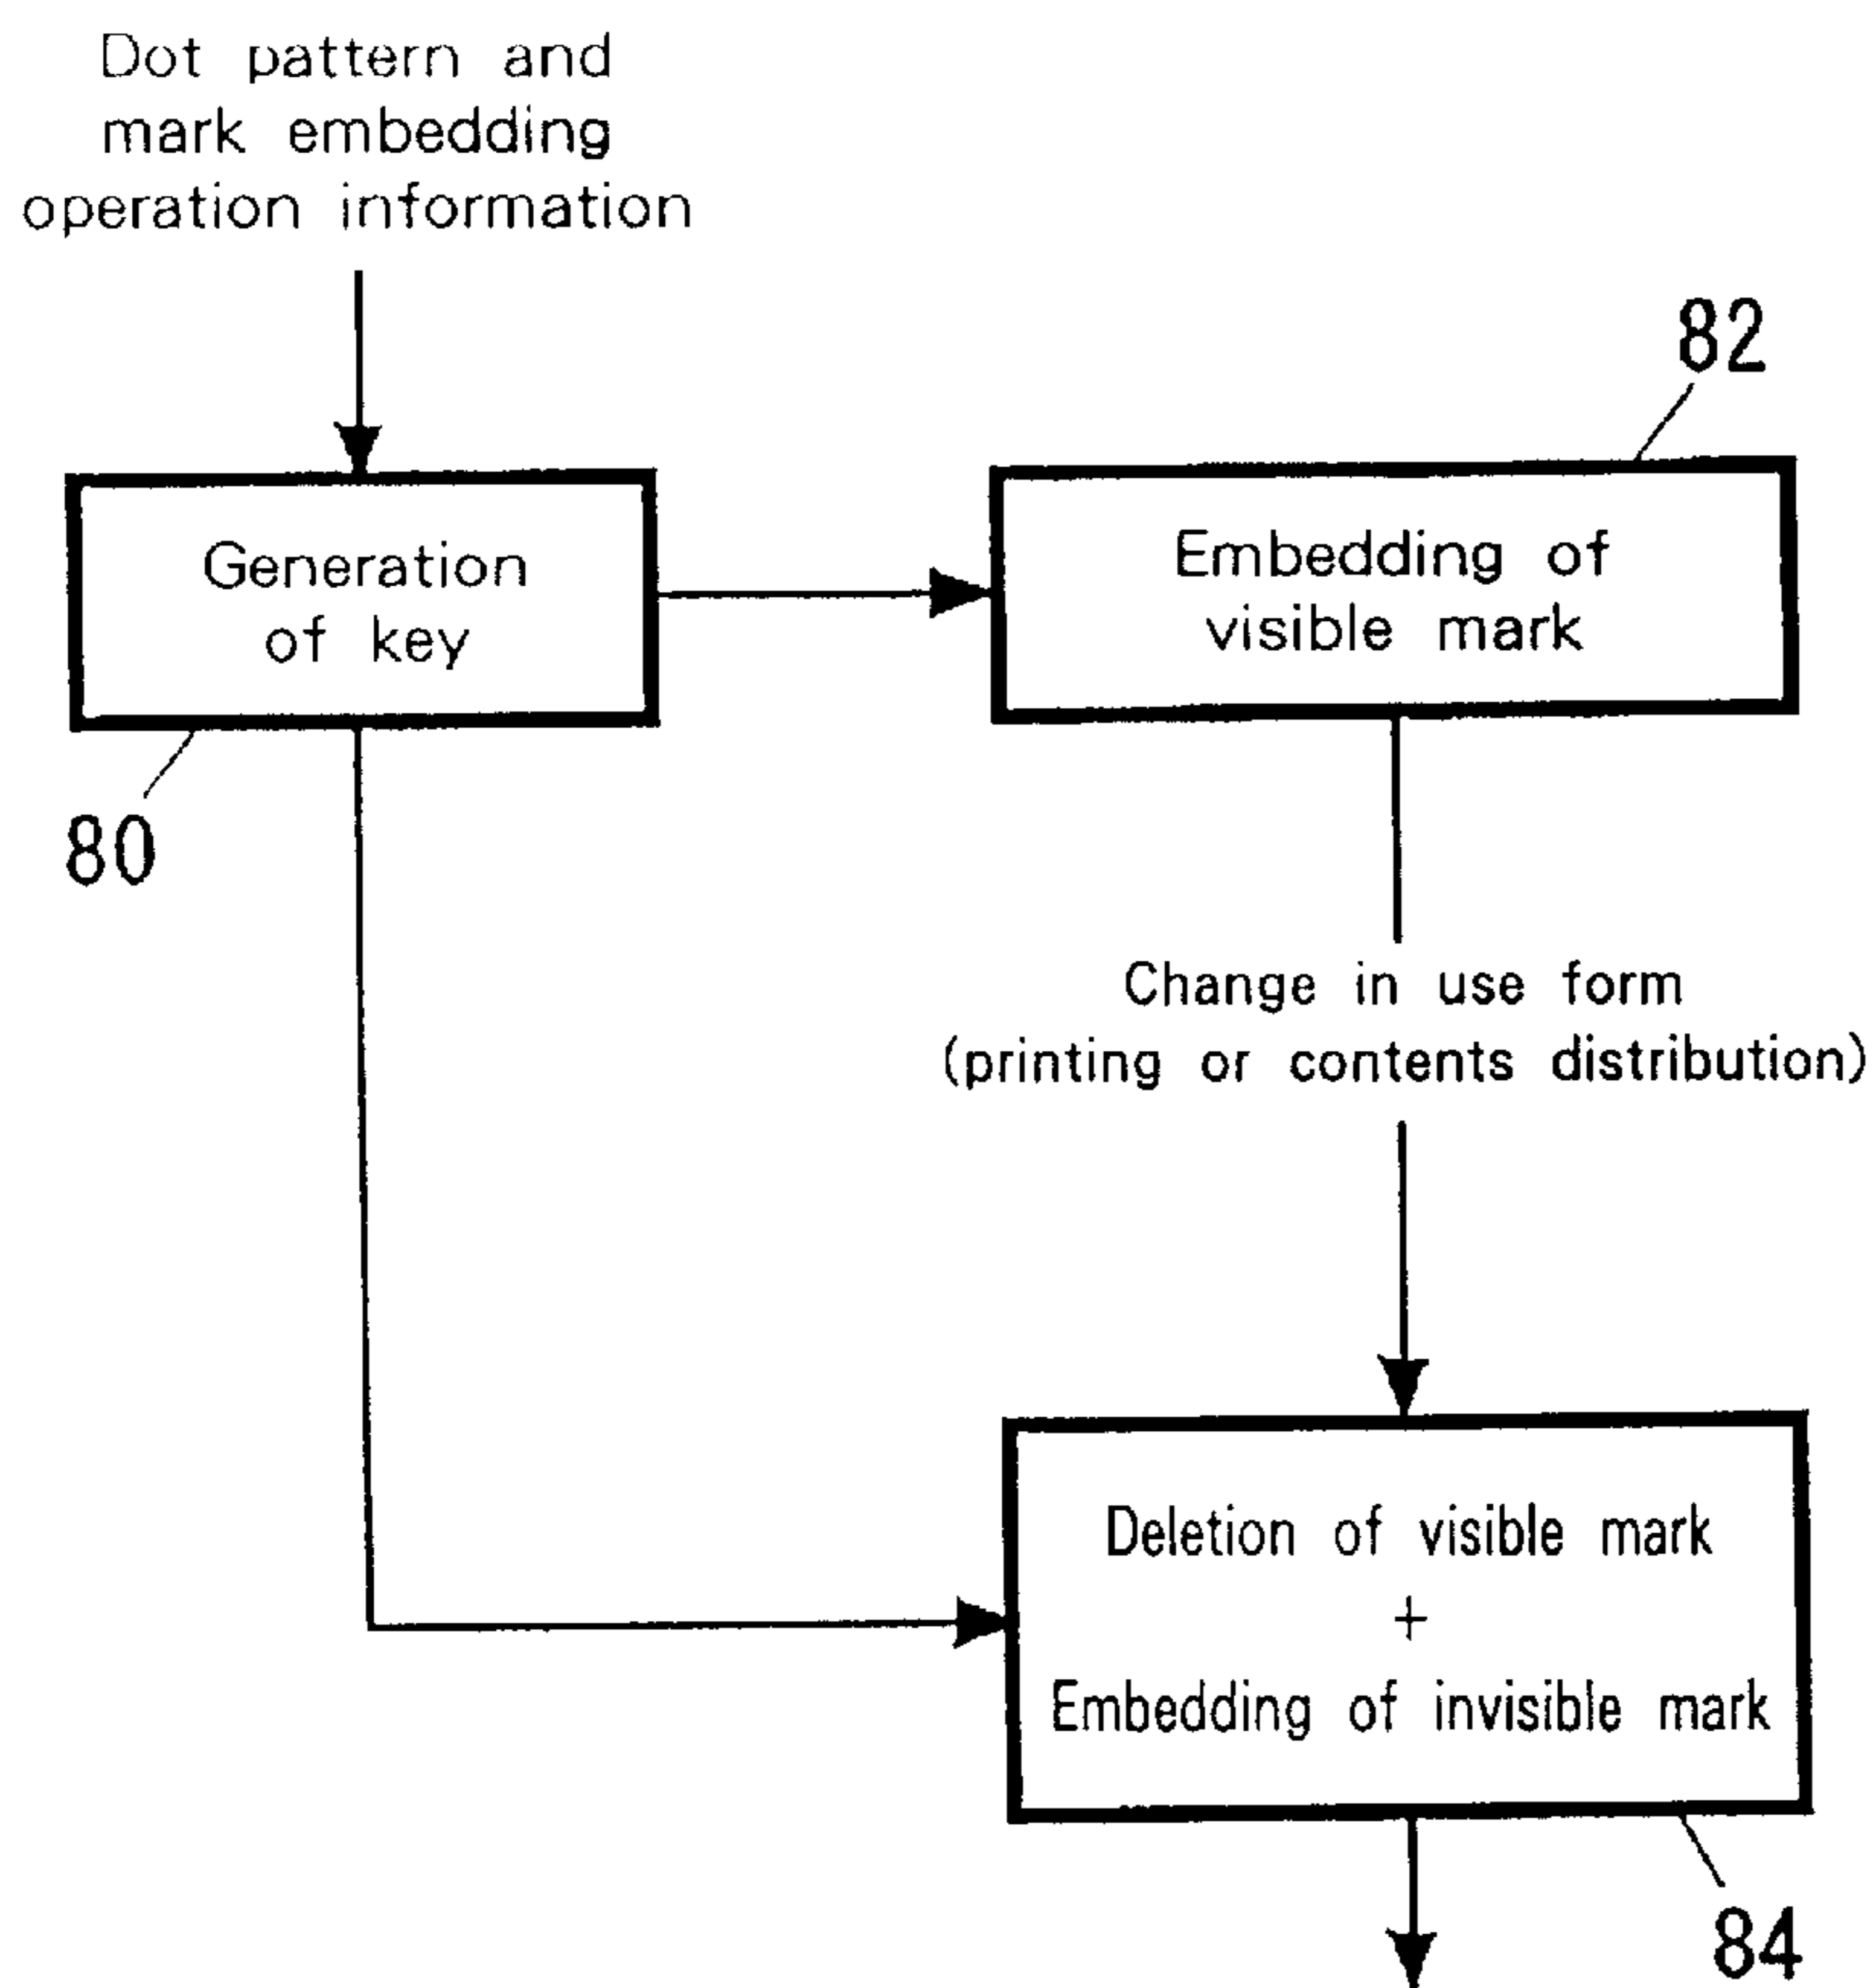 Dot pattern and
mark embedding
operation information
82
Generation
of key
Embedding of
visible mark
80
Change in use form
(printing or contents distribution)
Deletion of visible mark
+
Embedding of invisible mark
84